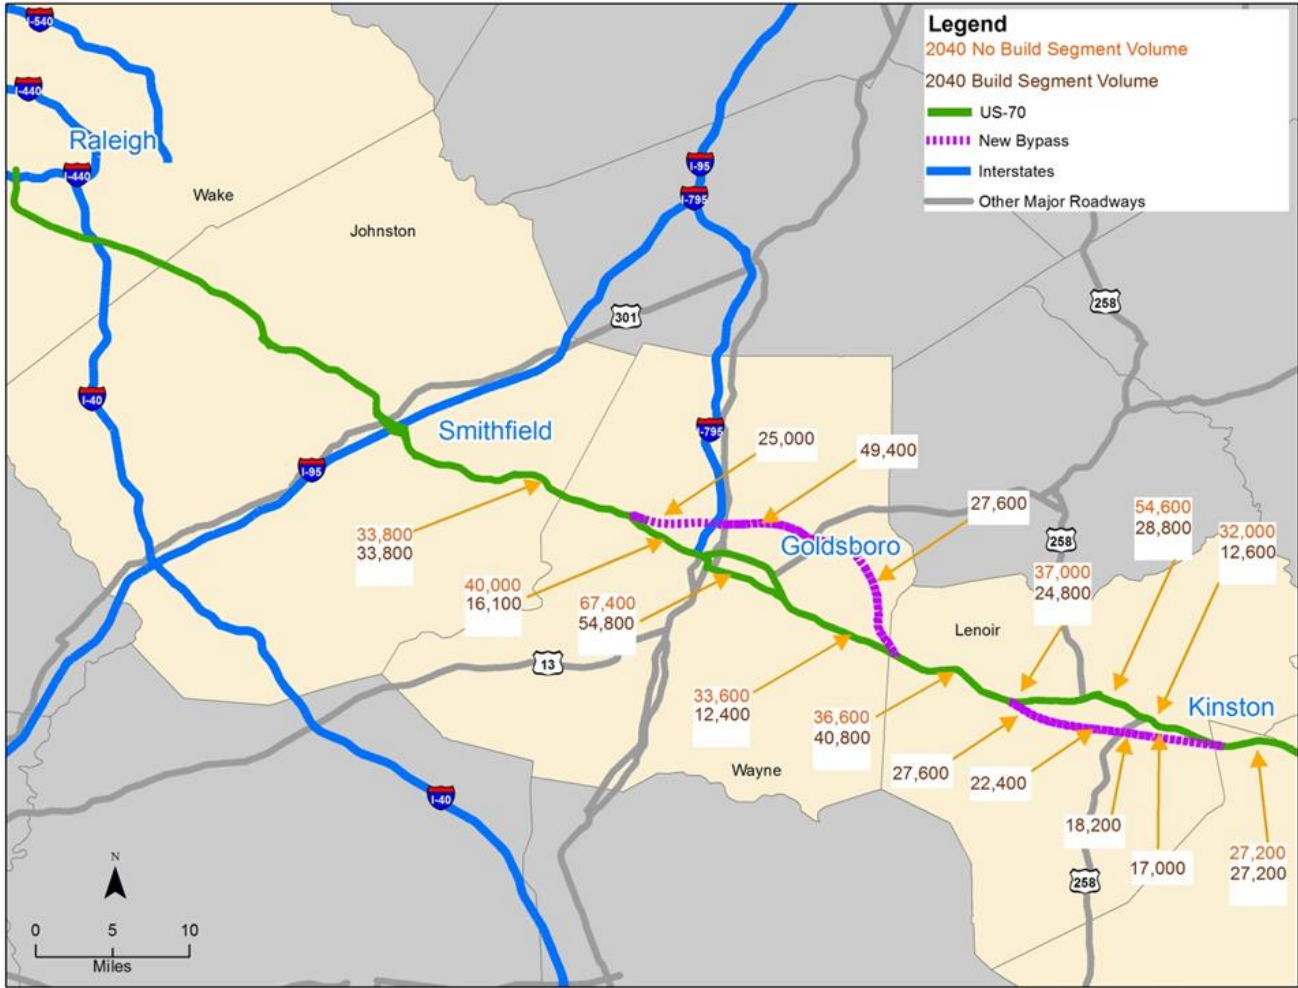 Legend
2040 No Build Segment Volume
2040 Build Segment Volume
US-70
New Bypass
Interstates
Other Major Roadways
I-540
I-440
Raleigh
I-440
Wake
Johnston
I-95
I-795
301
258
I-40
Smithfield
I-95
I-795
25,000
49,400
27,600
Goldsboro
33,800
33,800
40,000
16,100
67,400
54,800
13
33,600
12,400
36,600
40,800
Wayne
Lenoir
258
37,000
24,800
54,600
28,800
32,000
12,600
Kinston
27,600
22,400
18,200
17,000
27,200
27,200
258
I-40
N
0 5 10
Miles